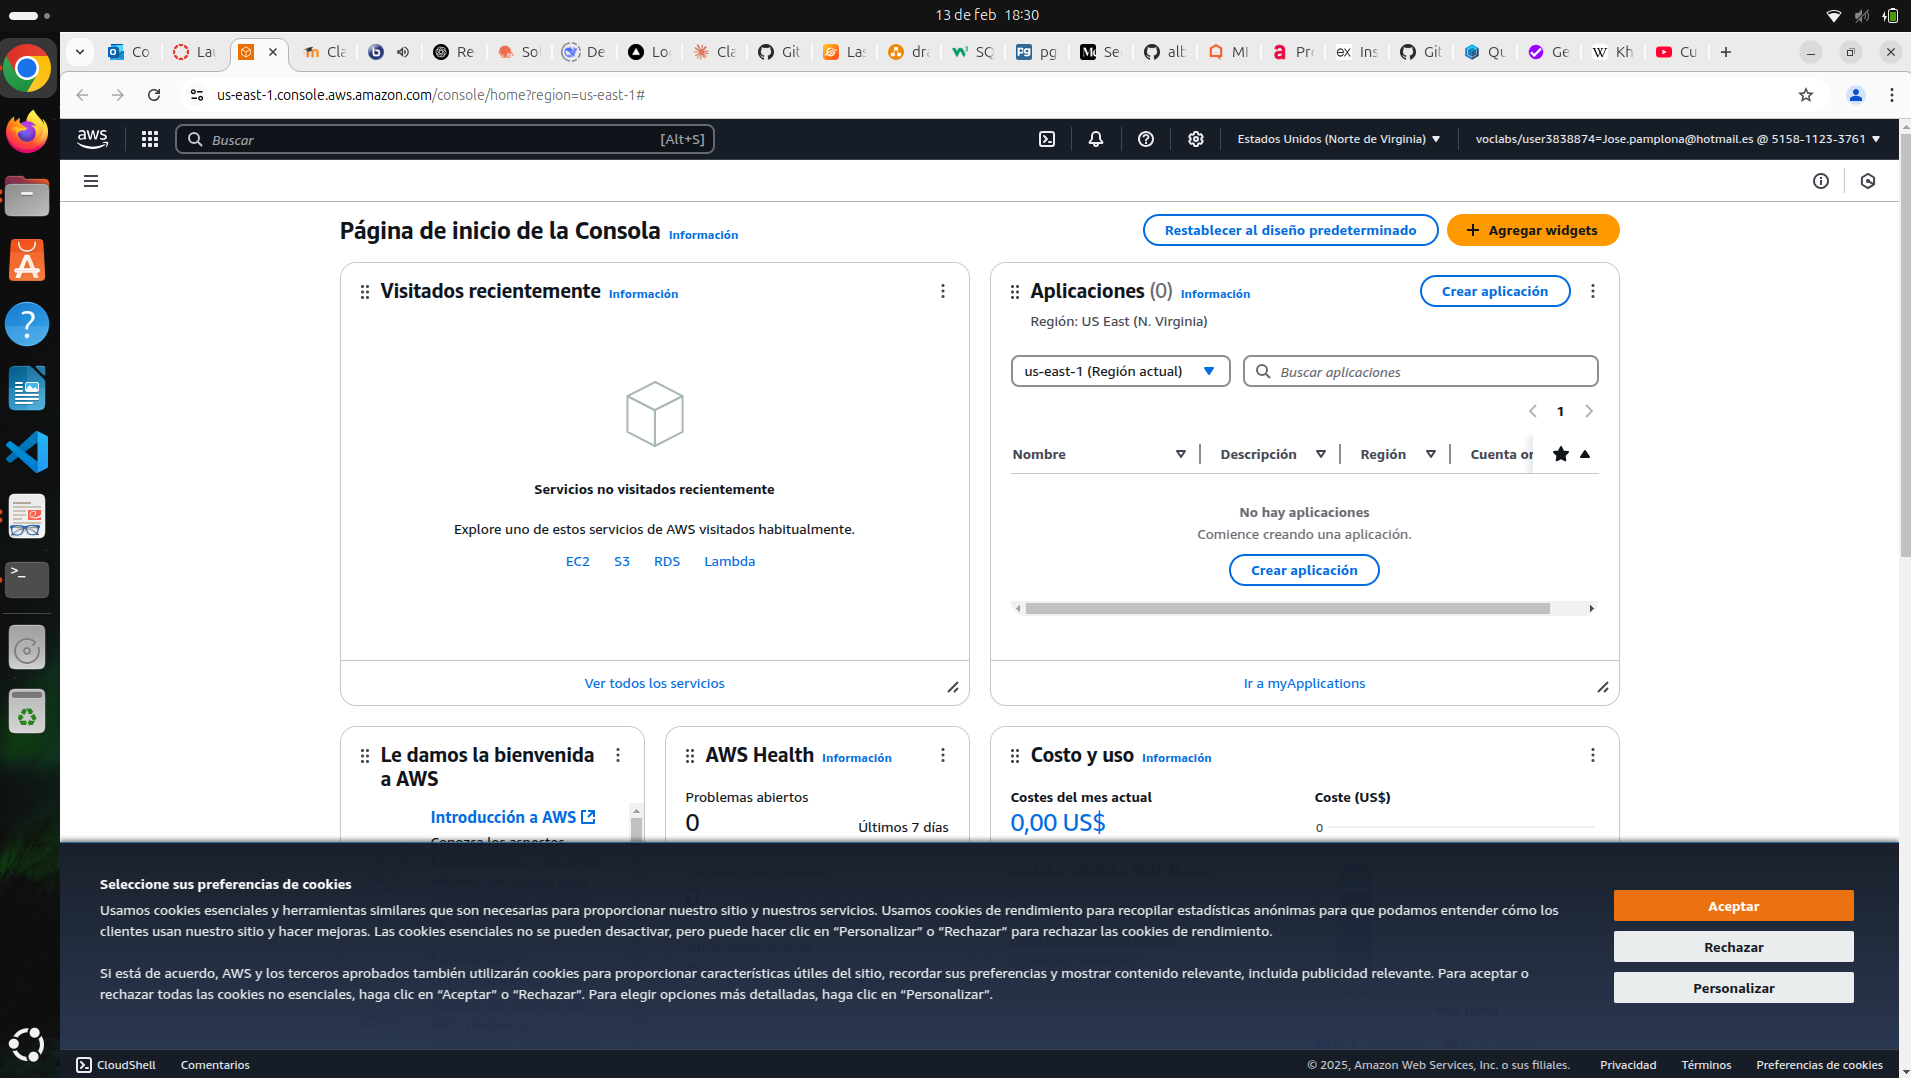 13 de feb 18:30
Co
Lau
Cla
Re
Sol
De
Lo
Cla
Git
Las
dra
SQ
pg
Se
alb
MI
Pr
Ins
Git
Qu
Ge
Kh
Cu
us-east-1.console.aws.amazon.com/console/home?region=us-east-1#
aws
Buscar
[Alt+S]
Estados Unidos (Norte de Virginia)
voclabs/user3838874=Jose.pamplona@hotmail.es @ 5158-1123-3761
Página de inicio de la Consola Información
Restablecer al diseño predeterminado
Agregar widgets
Visitados recientemente Información
Servicios no visitados recientemente
Explore uno de estos servicios de AWS visitados habitualmente.
EC2 S3 RDS Lambda
Ver todos los servicios
Aplicaciones (0) Información
Crear aplicación
Región: US East (N. Virginia)
us-east-1 (Región actual)
Buscar aplicaciones
1
Nombre
Descripción
Región
Cuenta or
No hay aplicaciones
Comience creando una aplicación.
Crear aplicación
Ir a myApplications
Le damos la bienvenida
a AWS
Introducción a AWS
Conozca los aspectos
AWS Health Información
Problemas abiertos
0
Últimos 7 días
Costo y uso Información
Costes del mes actual
0,00 US$
Coste (US$)
0
Seleccione sus preferencias de cookies
Usamos cookies esenciales y herramientas similares que son necesarias para proporcionar nuestro sitio y nuestros servicios. Usamos cookies de rendimiento para recopilar estadísticas anónimas para que podamos entender cómo los
clientes usan nuestro sitio y hacer mejoras. Las cookies esenciales no se pueden desactivar, pero puede hacer clic en “Personalizar” o “Rechazar” para rechazar las cookies de rendimiento.
Si está de acuerdo, AWS y los terceros aprobados también utilizarán cookies para proporcionar características útiles del sitio, recordar sus preferencias y mostrar contenido relevante, incluida publicidad relevante. Para aceptar o
rechazar todas las cookies no esenciales, haga clic en “Aceptar” o “Rechazar”. Para elegir opciones más detalladas, haga clic en “Personalizar”.
Aceptar
Rechazar
Personalizar
CloudShell
Comentarios
© 2025, Amazon Web Services, Inc. o sus filiales.
Privacidad
Términos
Preferencias de cookies